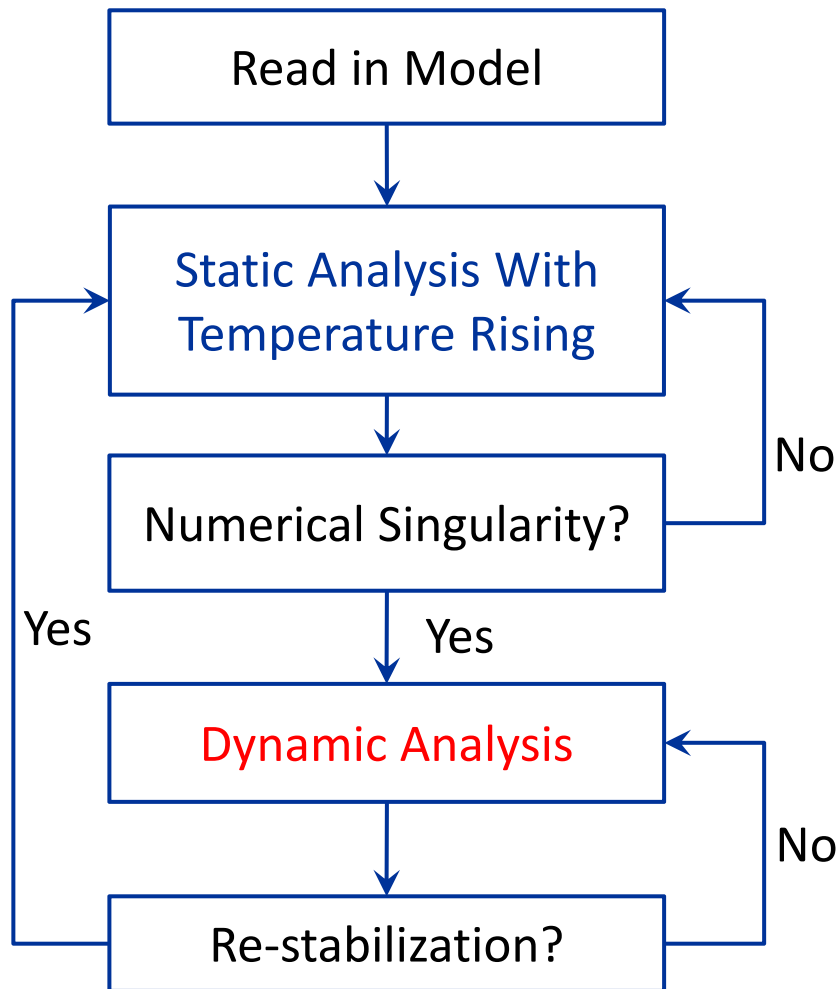 Read in Model
Static Analysis With
Temperature Rising
No
Numerical Singularity?
Yes
Yes
Dynamic Analysis
No
Re-stabilization?